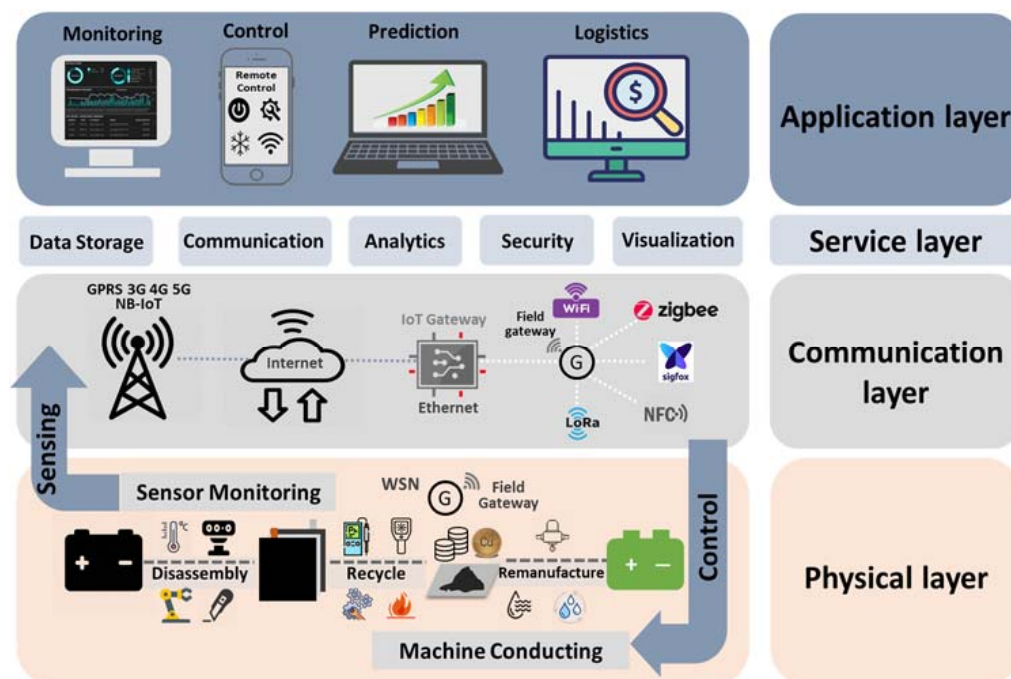 Monitoring
Control
Prediction
Logistics
Remote
Control
$
Application layer
Data Storage
Communication
Analytics
Security
Visualization
Service layer
GPRS 3G 4G 5G
NB-IoT
Internet
IoT Gateway
Ethernet
Field
gateway
G
WiFi
zigbee
sigfox
LoRa
NFC
Communication
layer
Sensing
Control
Sensor Monitoring
WSN
G
Field
Gateway
°C
Cu
+ −
Disassembly
Recycle
Remanufacture
+ −
Machine Conducting
Physical layer